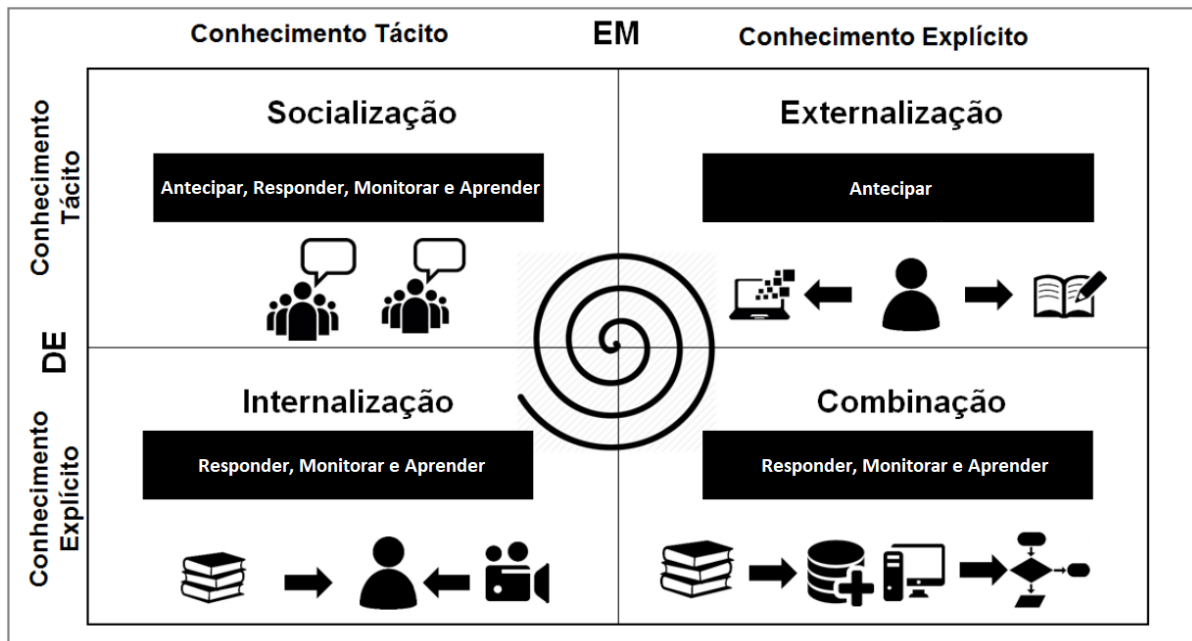 Conhecimento Tácito
EM
Conhecimento Explícito
Conhecimento
Tácito
DE
Conhecimento
Explícito
Socialização
Antecipar, Responder, Monitorar e Aprender
Externalização
Antecipar
Internalização
Responder, Monitorar e Aprender
Combinação
Responder, Monitorar e Aprender